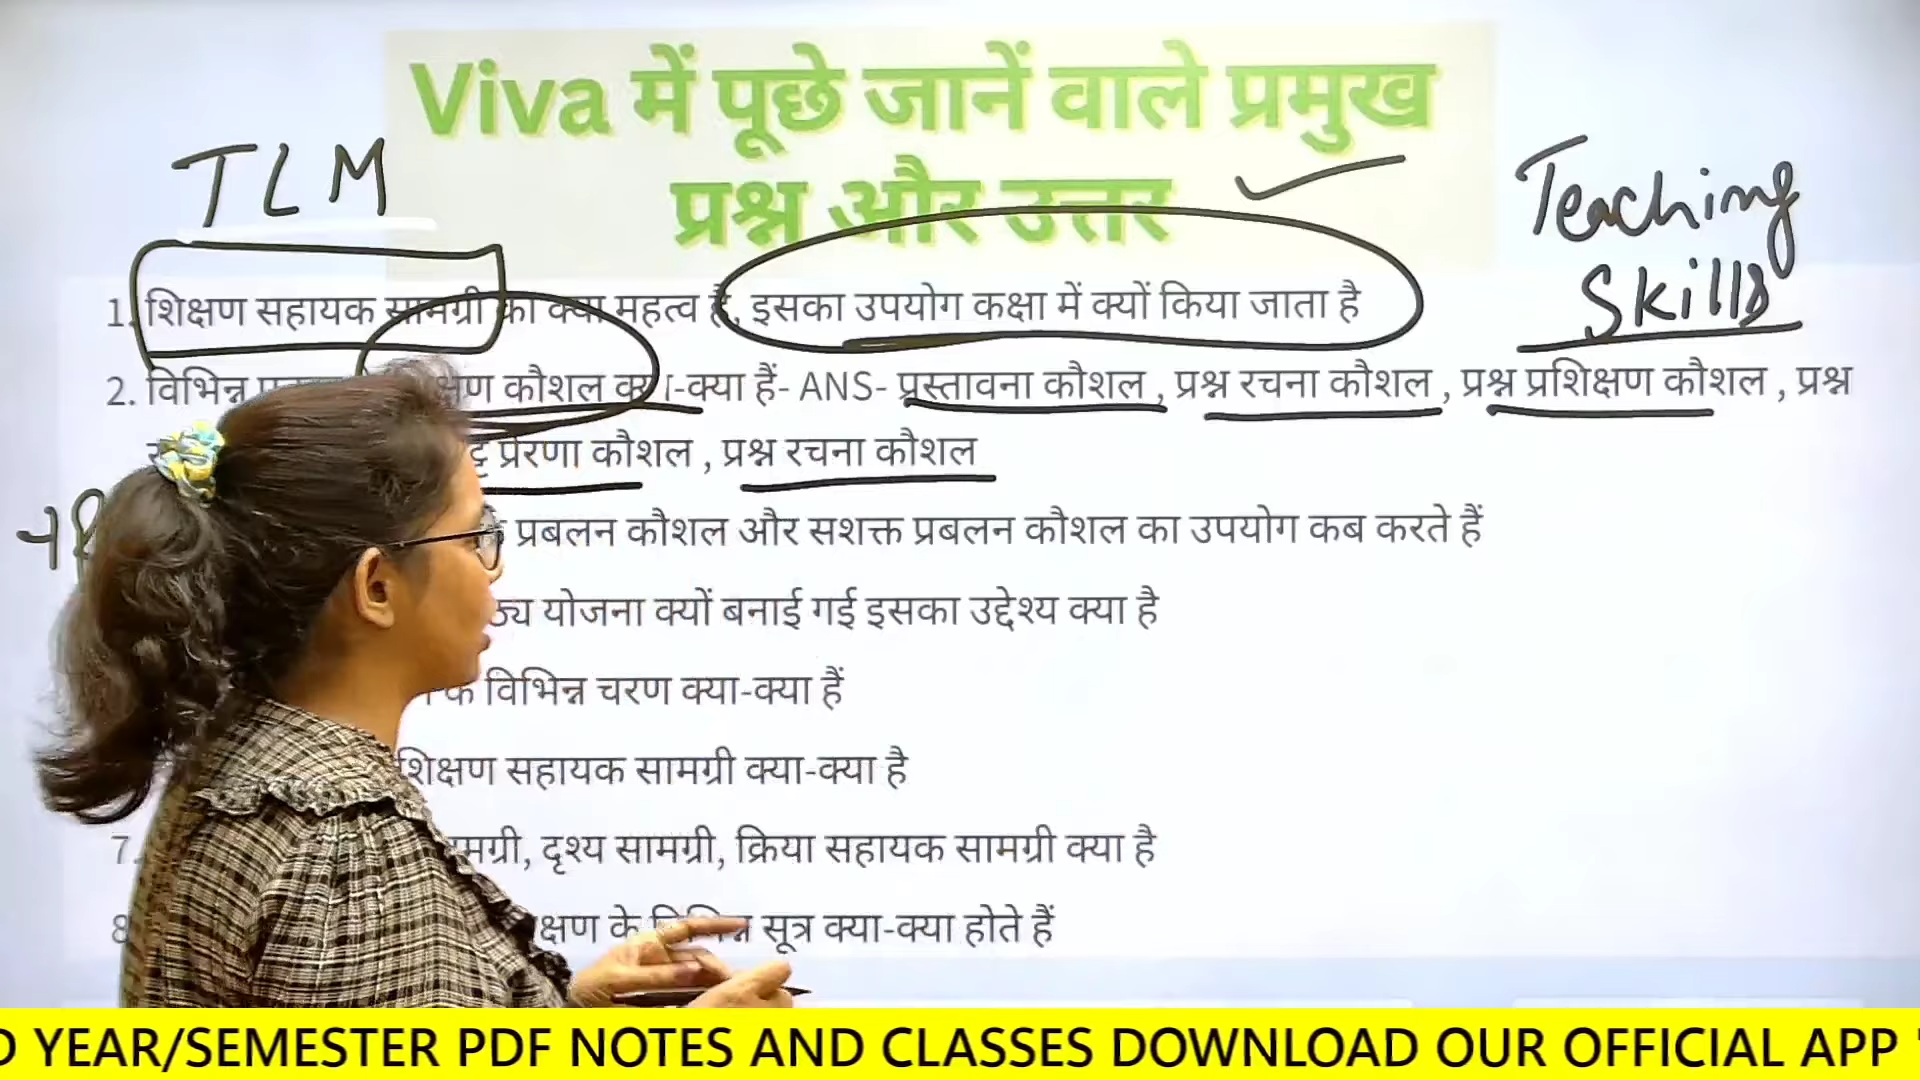 Viva में पूछे जानें वाले प्रमुख
प्रश्न और उत्तर
TLM
Teaching
Skills
1. शिक्षण सहायक सामग्री का क्या महत्व है, इसका उपयोग कक्षा में क्यों किया जाता है
2. विभिन्न कौशल क्या-क्या हैं- ANS- प्रस्तावना कौशल , प्रश्न रचना कौशल , प्रश्न प्रशिक्षण कौशल , प्रश्न
प्रेरणा कौशल , प्रश्न रचना कौशल
प्रबलन कौशल और सशक्त प्रबलन कौशल का उपयोग कब करते हैं
योजना क्यों बनाई गई इसका उद्देश्य क्या है
के विभिन्न चरण क्या-क्या हैं
शिक्षण सहायक सामग्री क्या-क्या है
7. दृश्य सामग्री, क्रिया सहायक सामग्री क्या है
8 के विभिन्न सूत्र क्या-क्या होते हैं
D YEAR/SEMESTER PDF NOTES AND CLASSES DOWNLOAD OUR OFFICIAL APP